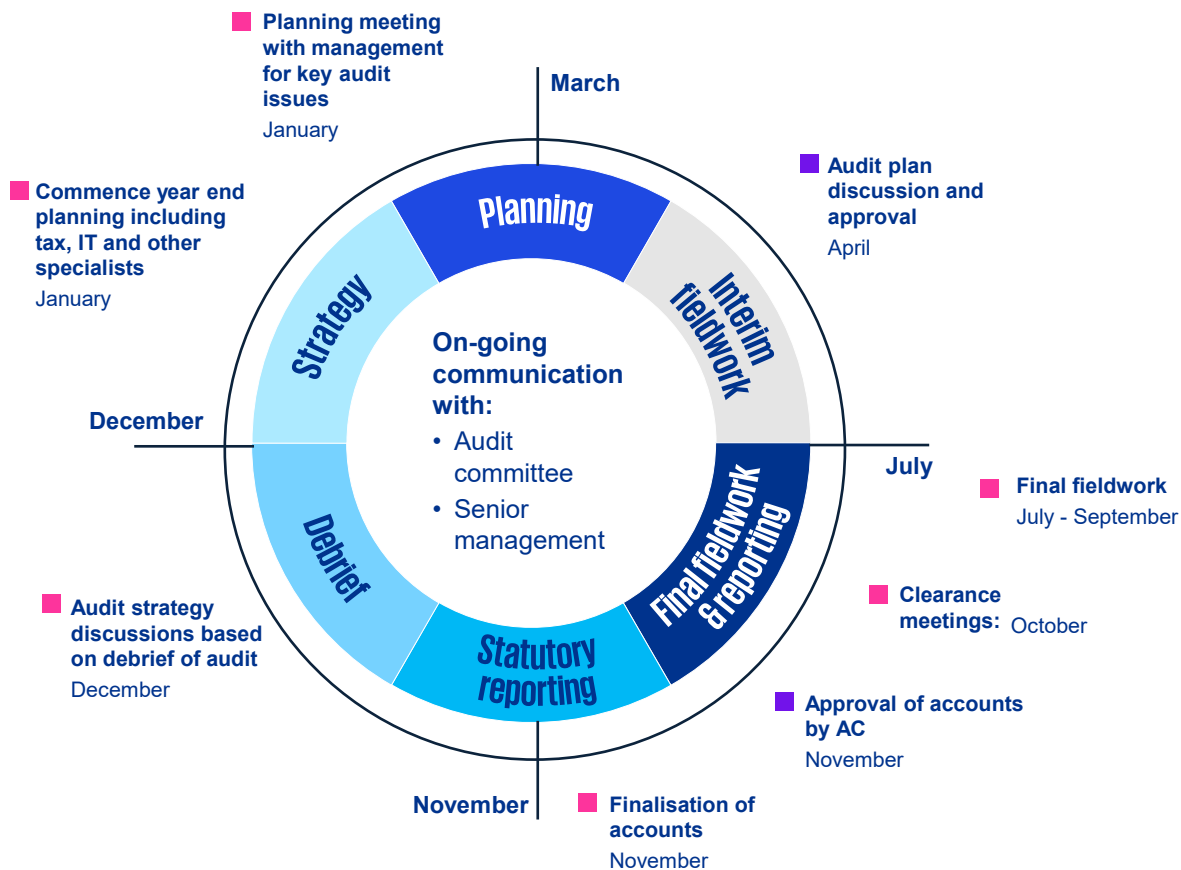 Planning meeting
with management
for key audit
issues
January
March
Audit plan
discussion and
approval
April
Commence year end
planning including
tax, IT and other
specialists
January
Planning
Interim
fieldwork
Strategy
On-going
communication
with:
• Audit
committee
• Senior
management
December
July
Final fieldwork
July - September
Final fieldwork
& reporting
Debrief
Clearance
meetings: October
Audit strategy
discussions based
on debrief of audit
December
Statutory
reporting
Approval of accounts
by AC
November
November
Finalisation of
accounts
November